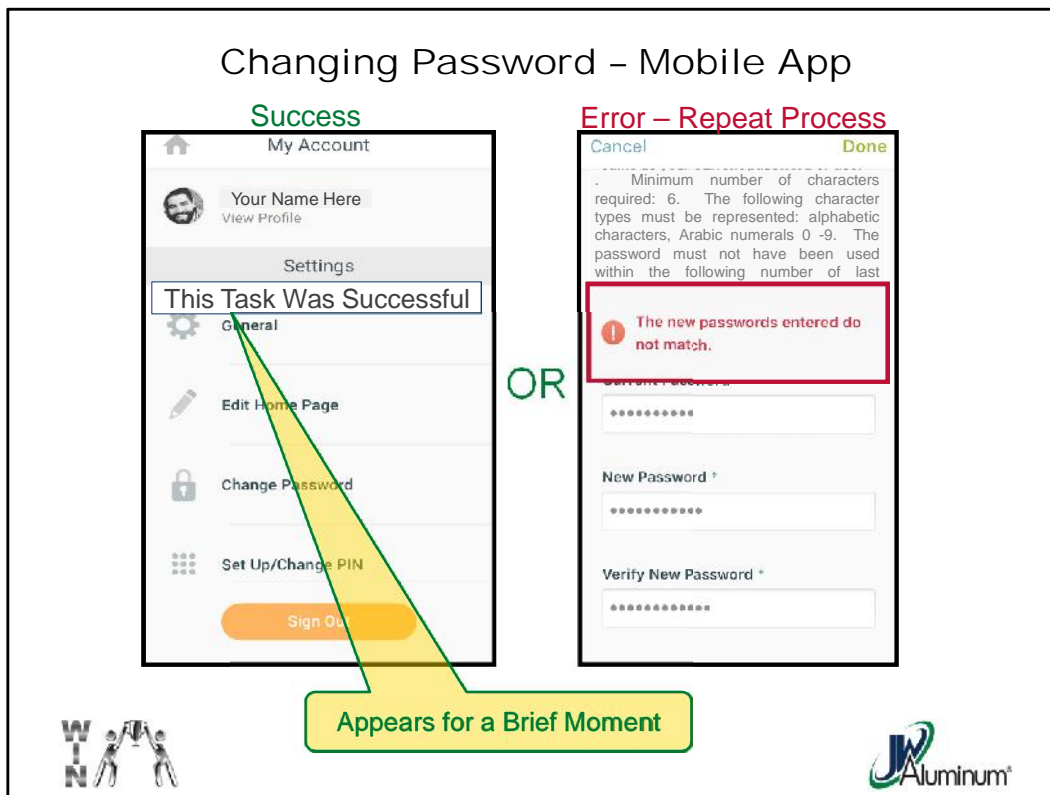 Changing Password – Mobile App
Success
My Account
Your Name Here
View Profile
Settings
This Task Was Successful
General
Edit Home Page
Change Password
Set Up/Change PIN
Sign Out
Appears for a Brief Moment
OR
Error – Repeat Process
Cancel
Done
. Minimum number of characters
required: 6. The following character
types must be represented: alphabetic
characters, Arabic numerals 0 -9. The
password must not have been used
within the following number of last
The new passwords entered do
not match.
Current Password
New Password *
Verify New Password *
WIN
JW
Aluminum®